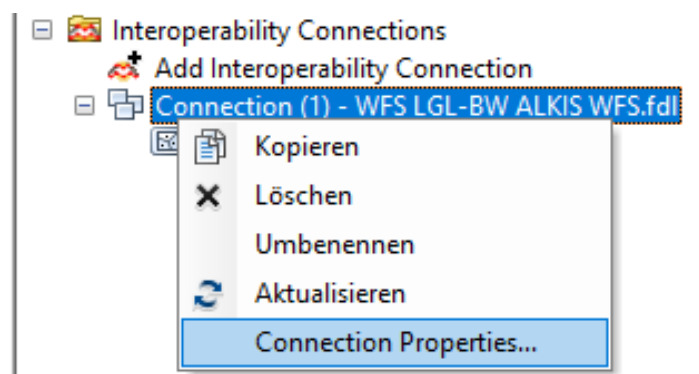 Interoperability Connections
Add Interoperability Connection
Connection (1) - WFS LGL-BW ALKIS WFS.fdl
Kopieren
Löschen
Umbenennen
Aktualisieren
Connection Properties...